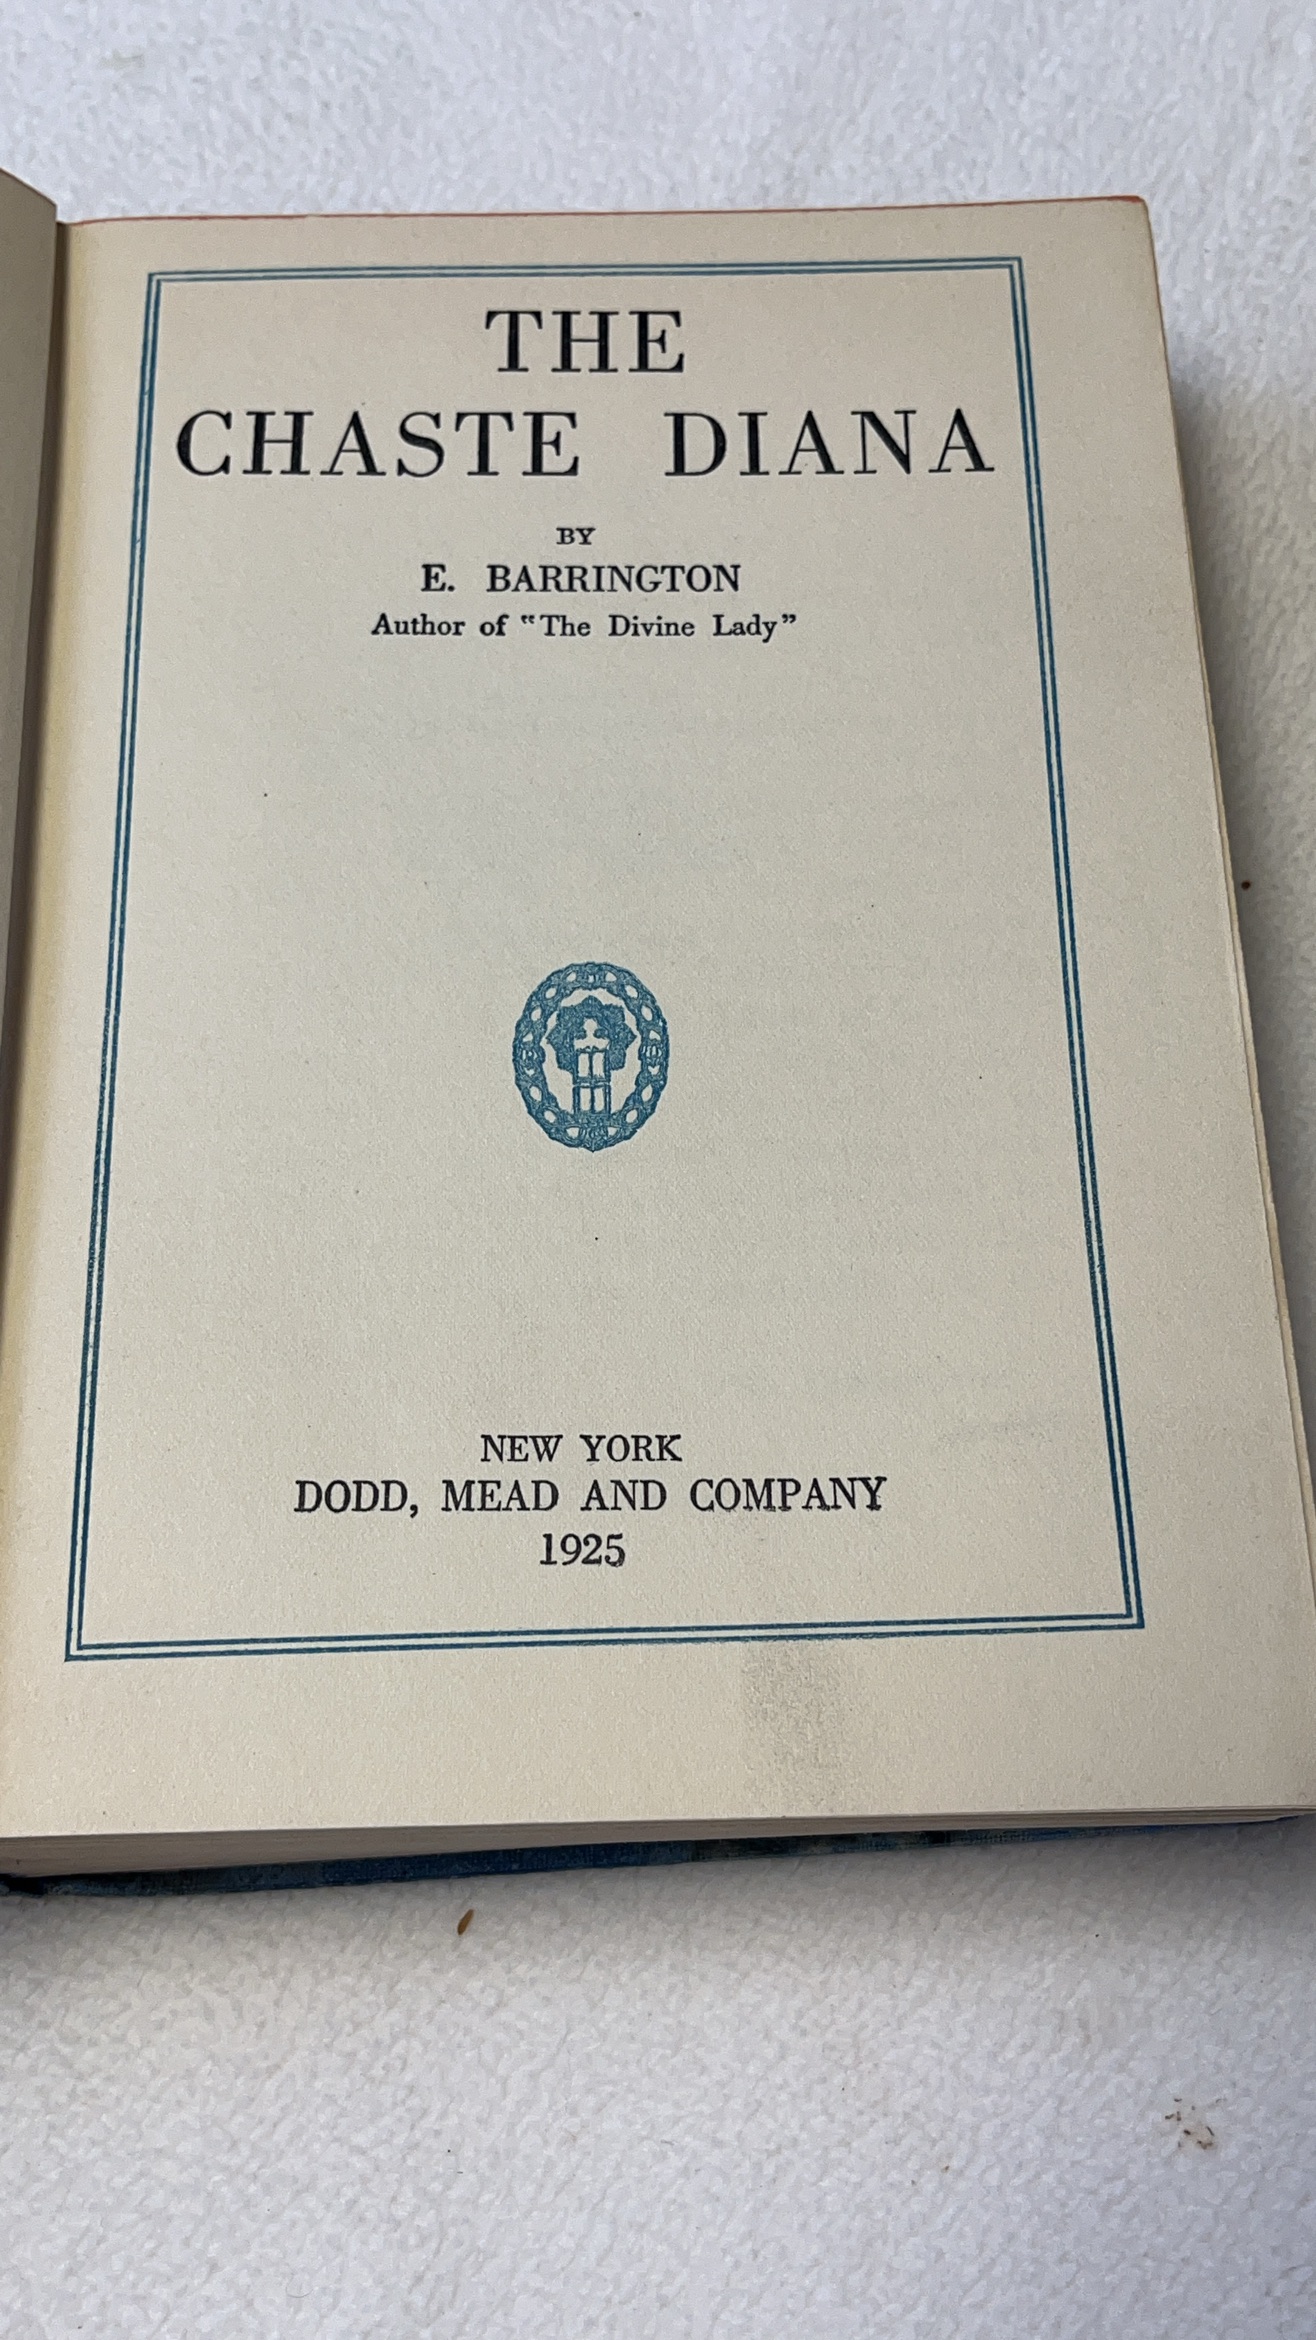 THE
CHASTE DIANA
BY
E. BARRINGTON
Author of "The Divine Lady"
NEW YORK
DODD, MEAD AND COMPANY
1925